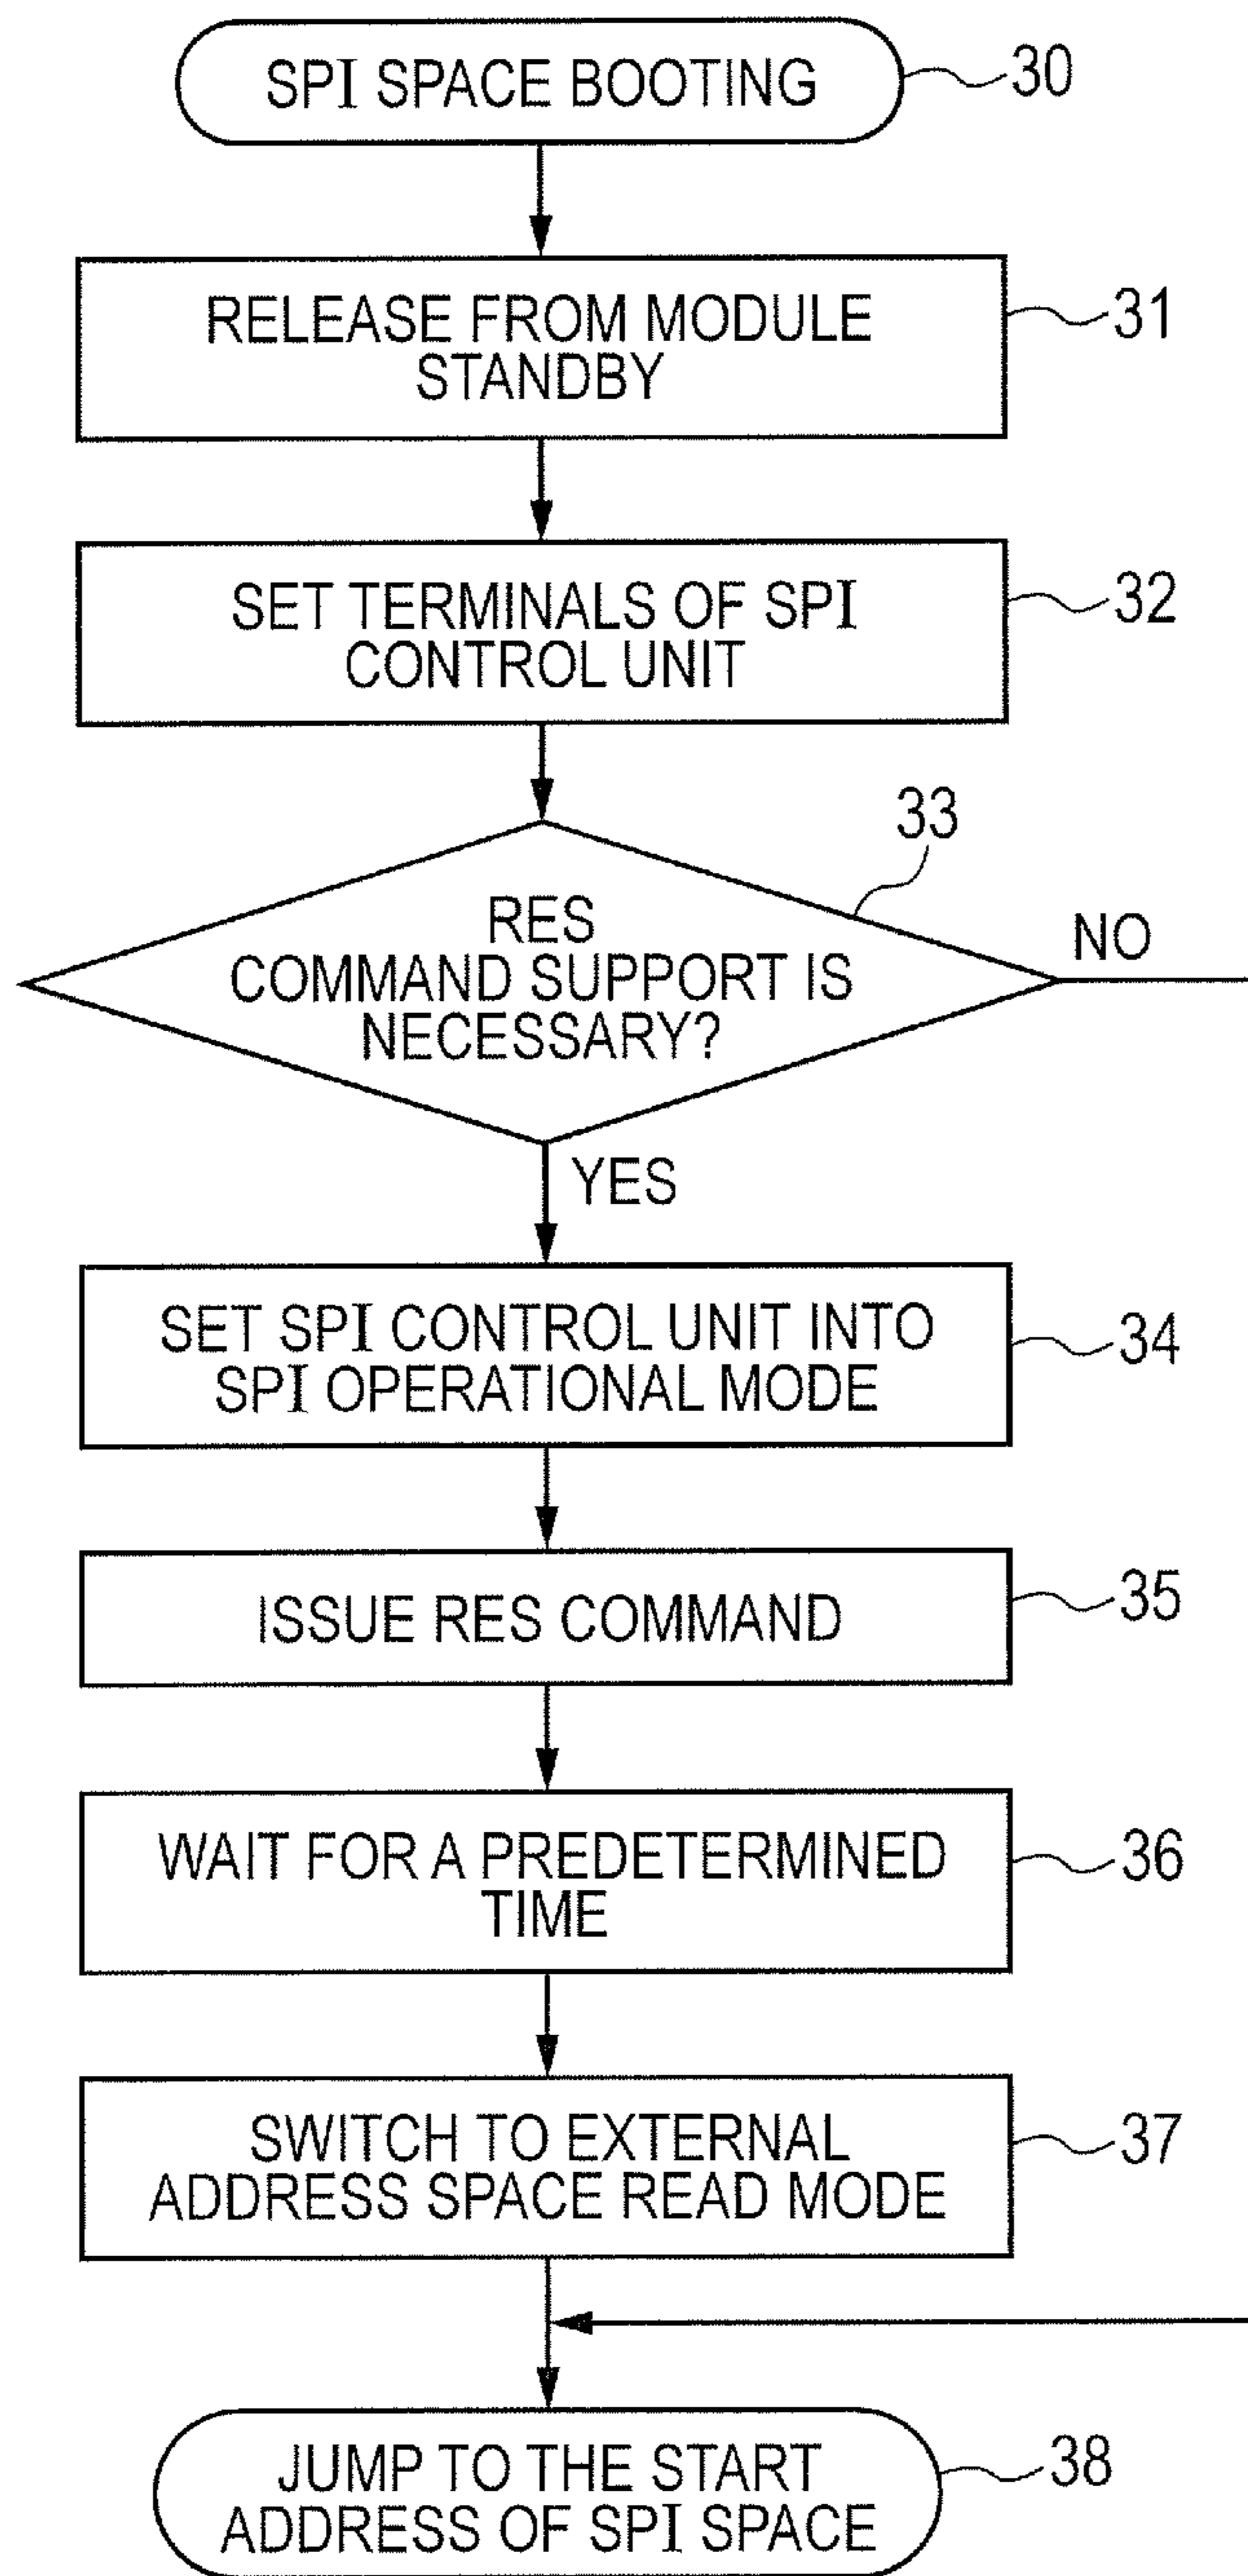 SPI SPACE BOOTING
30
RELEASE FROM MODULE
STANDBY
31
SET TERMINALS OF SPI
CONTROL UNIT
32
33
RES
COMMAND SUPPORT IS
NECESSARY?
NO
YES
SET SPI CONTROL UNIT INTO
SPI OPERATIONAL MODE
34
ISSUE RES COMMAND
35
WAIT FOR A PREDETERMINED
TIME
36
SWITCH TO EXTERNAL
ADDRESS SPACE READ MODE
37
JUMP TO THE START
ADDRESS OF SPI SPACE
38